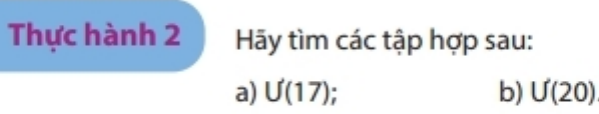 Thực hành 2 Hãy tìm các tập hợp sau:
a) Ư(17); b) Ư(20).